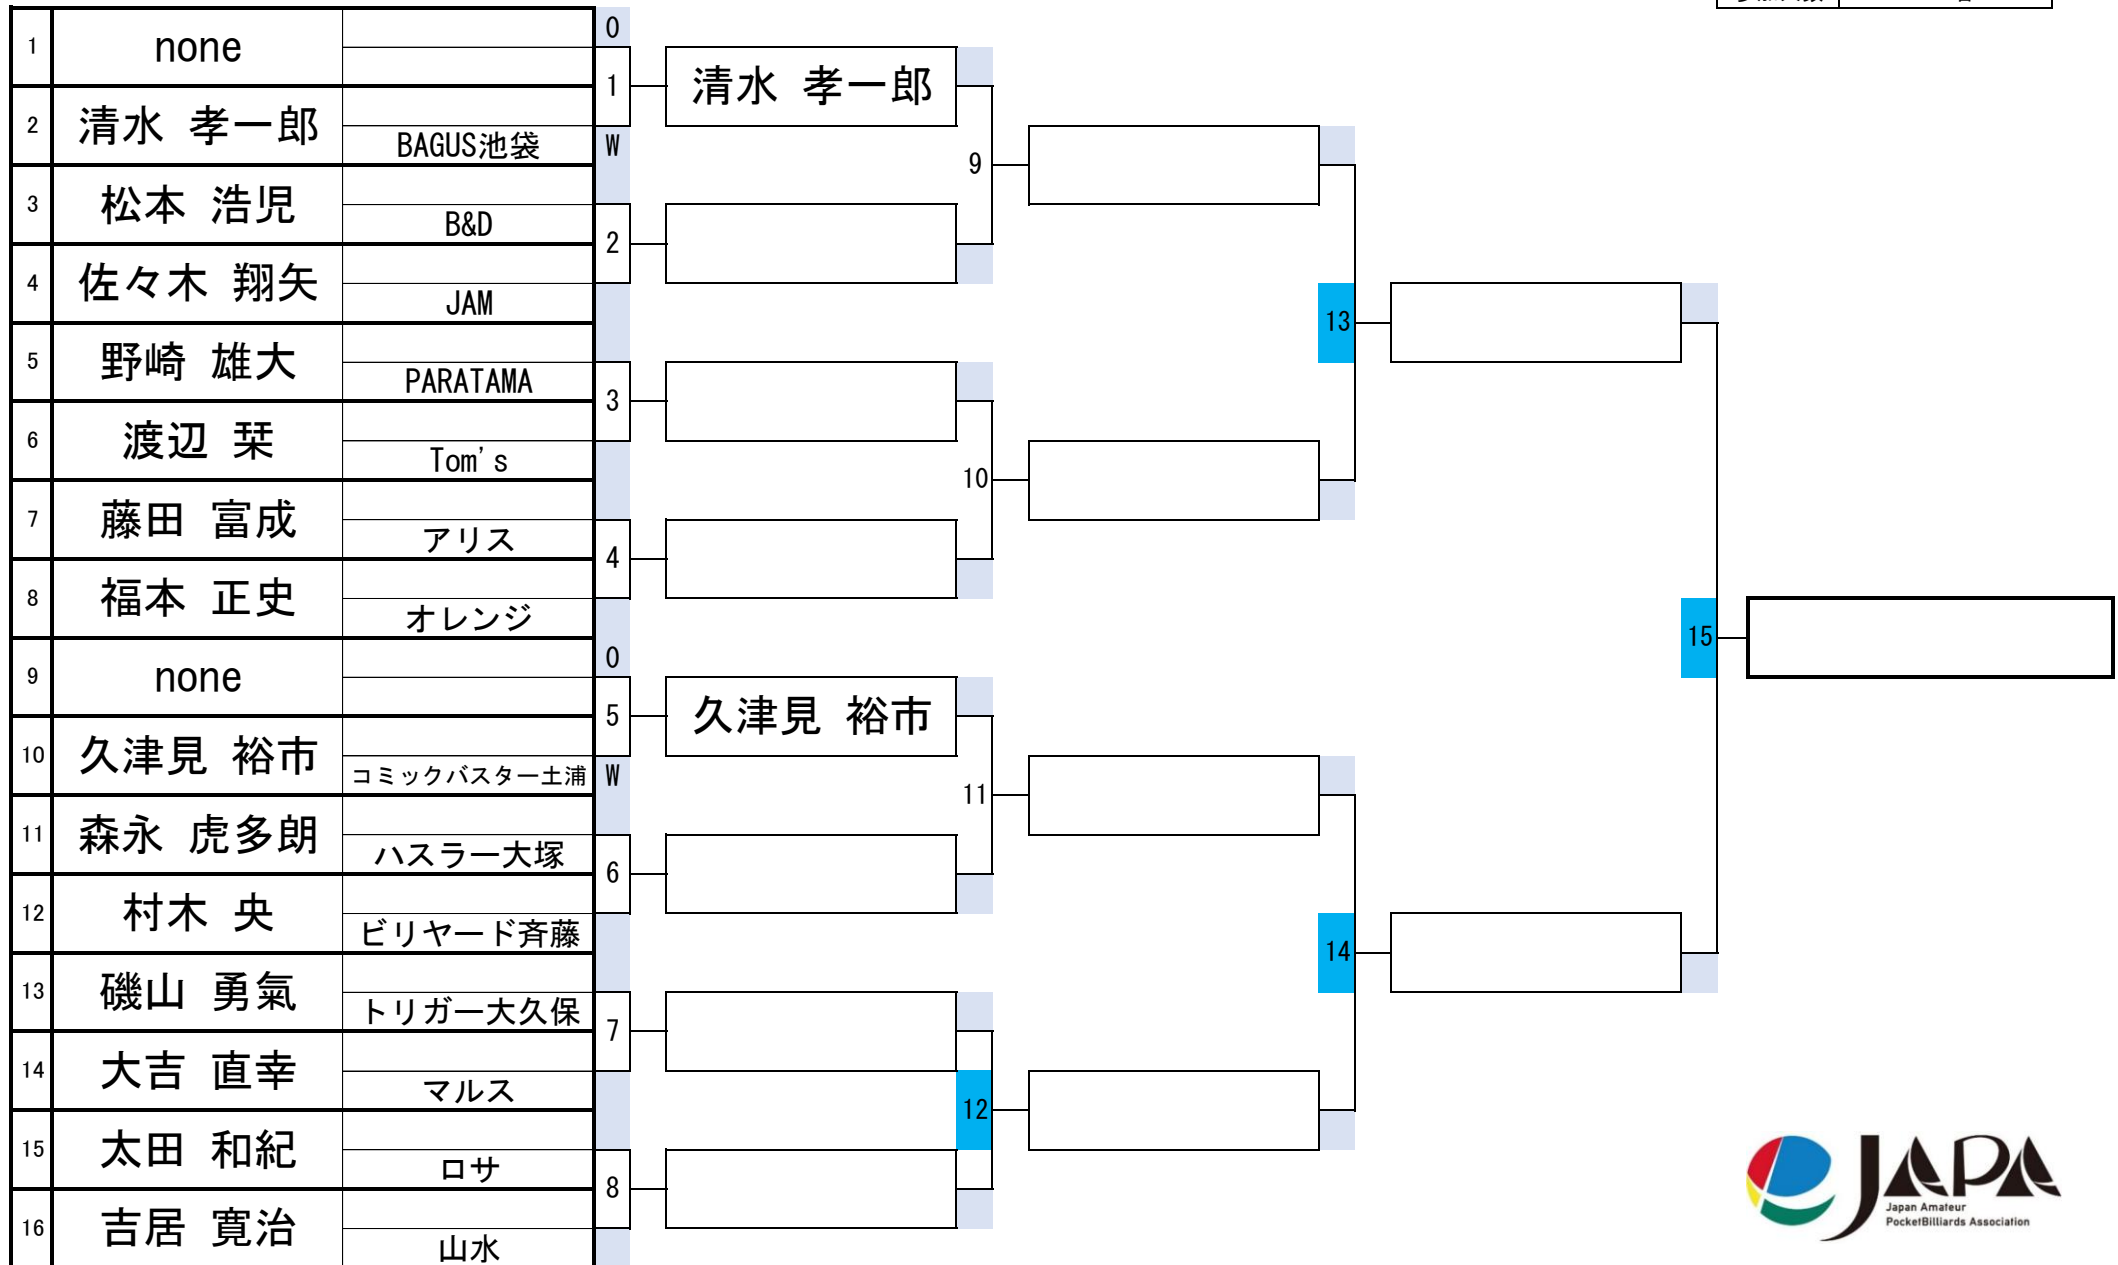 1 none 0
1 清水 孝一郎
2 清水 孝一郎 BAGUS池袋 W
9
3 松本 浩児 B&D
2
4 佐々木 翔矢 JAM
13
5 野崎 雄大 PARATAMA
3
6 渡辺 栞 Tom's
10
7 藤田 富成 アリス
4
8 福本 正史 オレンジ
15
9 none 0
5 久津見 裕市
10 久津見 裕市 コミックバスター土浦 W
11
11 森永 虎多朗 ハスラー大塚
6
12 村木 央 ビリヤード斉藤
14
13 磯山 勇氣 トリガー大久保
7
14 大吉 直幸 マルス
12
15 太田 和紀 ロサ
8
16 吉居 寛治 山水
JAPA
Japan Amateur
PocketBilliards Association